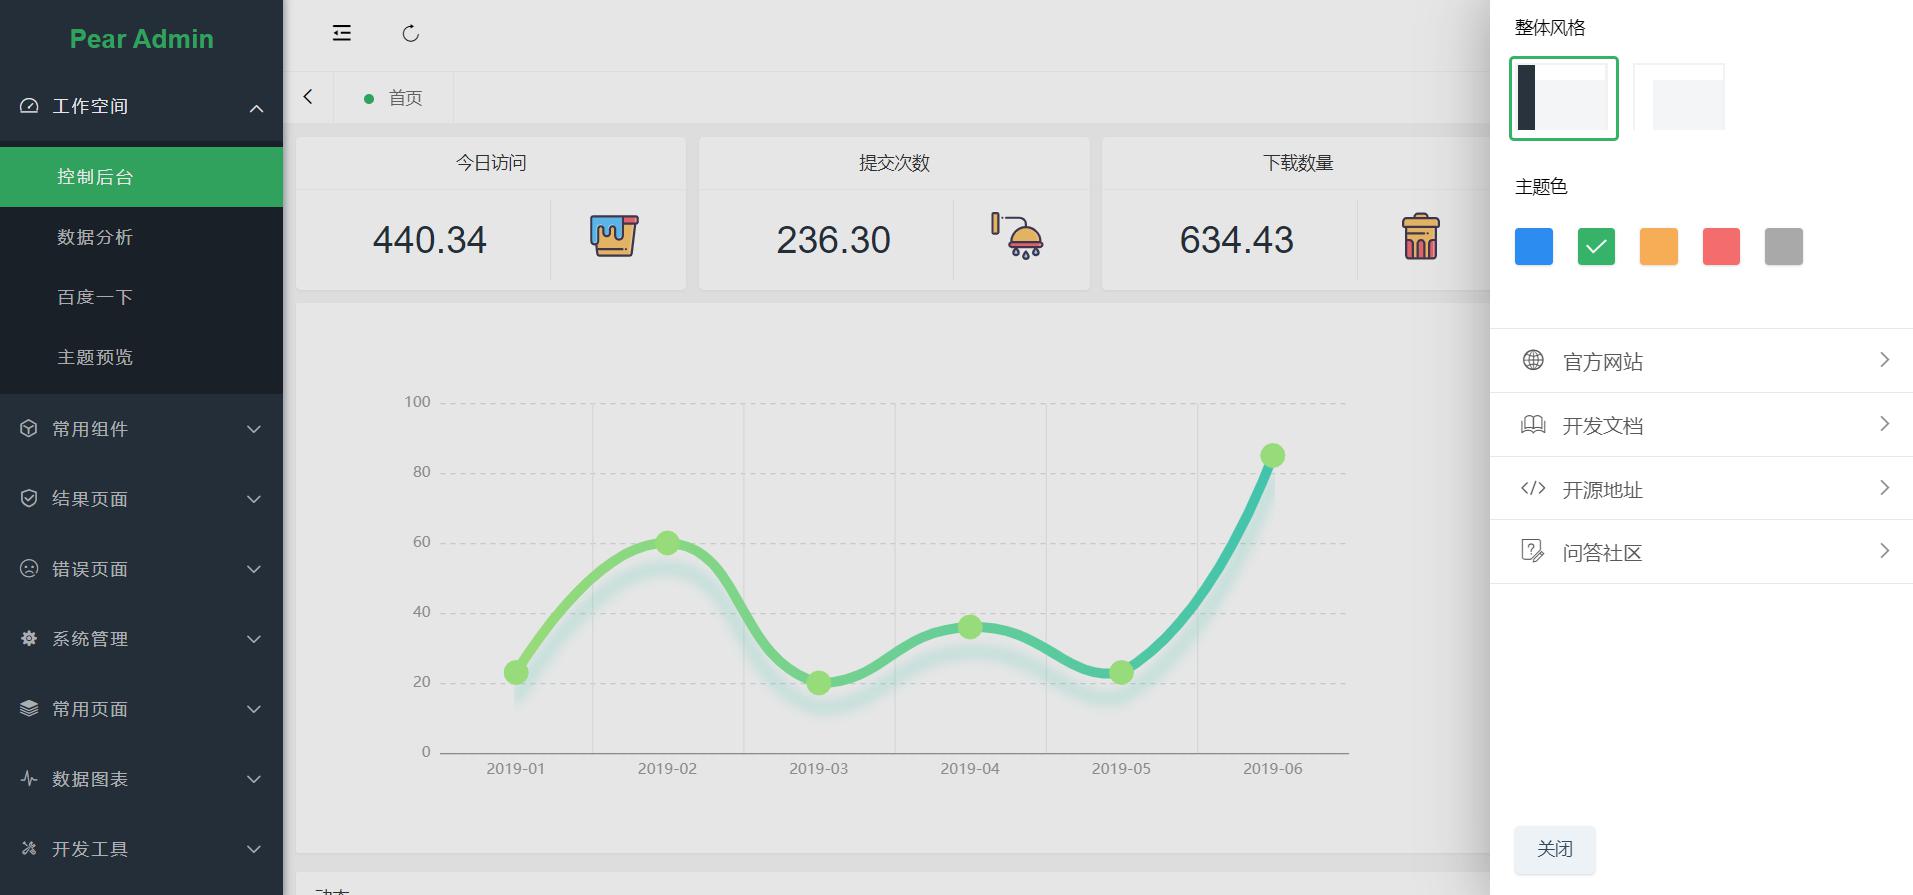 Pear Admin
工作空间
控制后台
数据分析
百度一下
主题预览
常用组件
结果页面
错误页面
系统管理
常用页面
数据图表
开发工具
首页
今日访问
440.34
提交次数
236.30
下载数量
634.43
100
80
60
40
20
0
2019-01
2019-02
2019-03
2019-04
2019-05
2019-06
整体风格
主题色
官方网站
开发文档
开源地址
问答社区
关闭